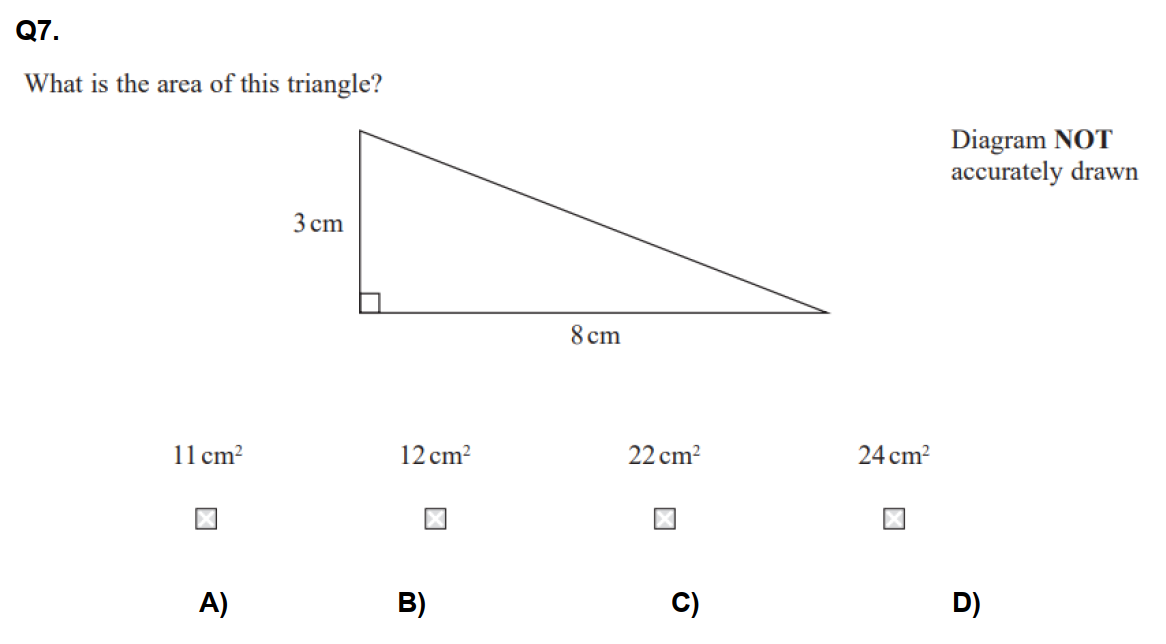 Q7.
What is the area of this triangle?
Diagram NOT
accurately drawn
3 cm
8 cm
11 cm² 12 cm² 22 cm² 24 cm²
A) B) C) D)